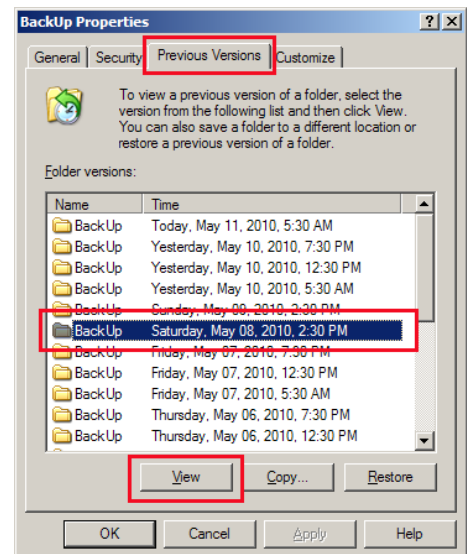 BackUp Properties
General Security Previous Versions Customize
To view a previous version of a folder, select the
version from the following list and then click View.
You can also save a folder to a different location or
restore a previous version of a folder.
Folder versions:
Name Time
BackUp Today, May 11, 2010, 5:30 AM
BackUp Yesterday, May 10, 2010, 7:30 PM
BackUp Yesterday, May 10, 2010, 12:30 PM
BackUp Yesterday, May 10, 2010, 5:30 AM
BackUp Sunday, May 09, 2010, 2:30 PM
BackUp Saturday, May 08, 2010, 2:30 PM
BackUp Friday, May 07, 2010, 7:30 PM
BackUp Friday, May 07, 2010, 12:30 PM
BackUp Friday, May 07, 2010, 5:30 AM
BackUp Thursday, May 06, 2010, 7:30 PM
BackUp Thursday, May 06, 2010, 12:30 PM
View Copy... Restore
OK Cancel Apply Help